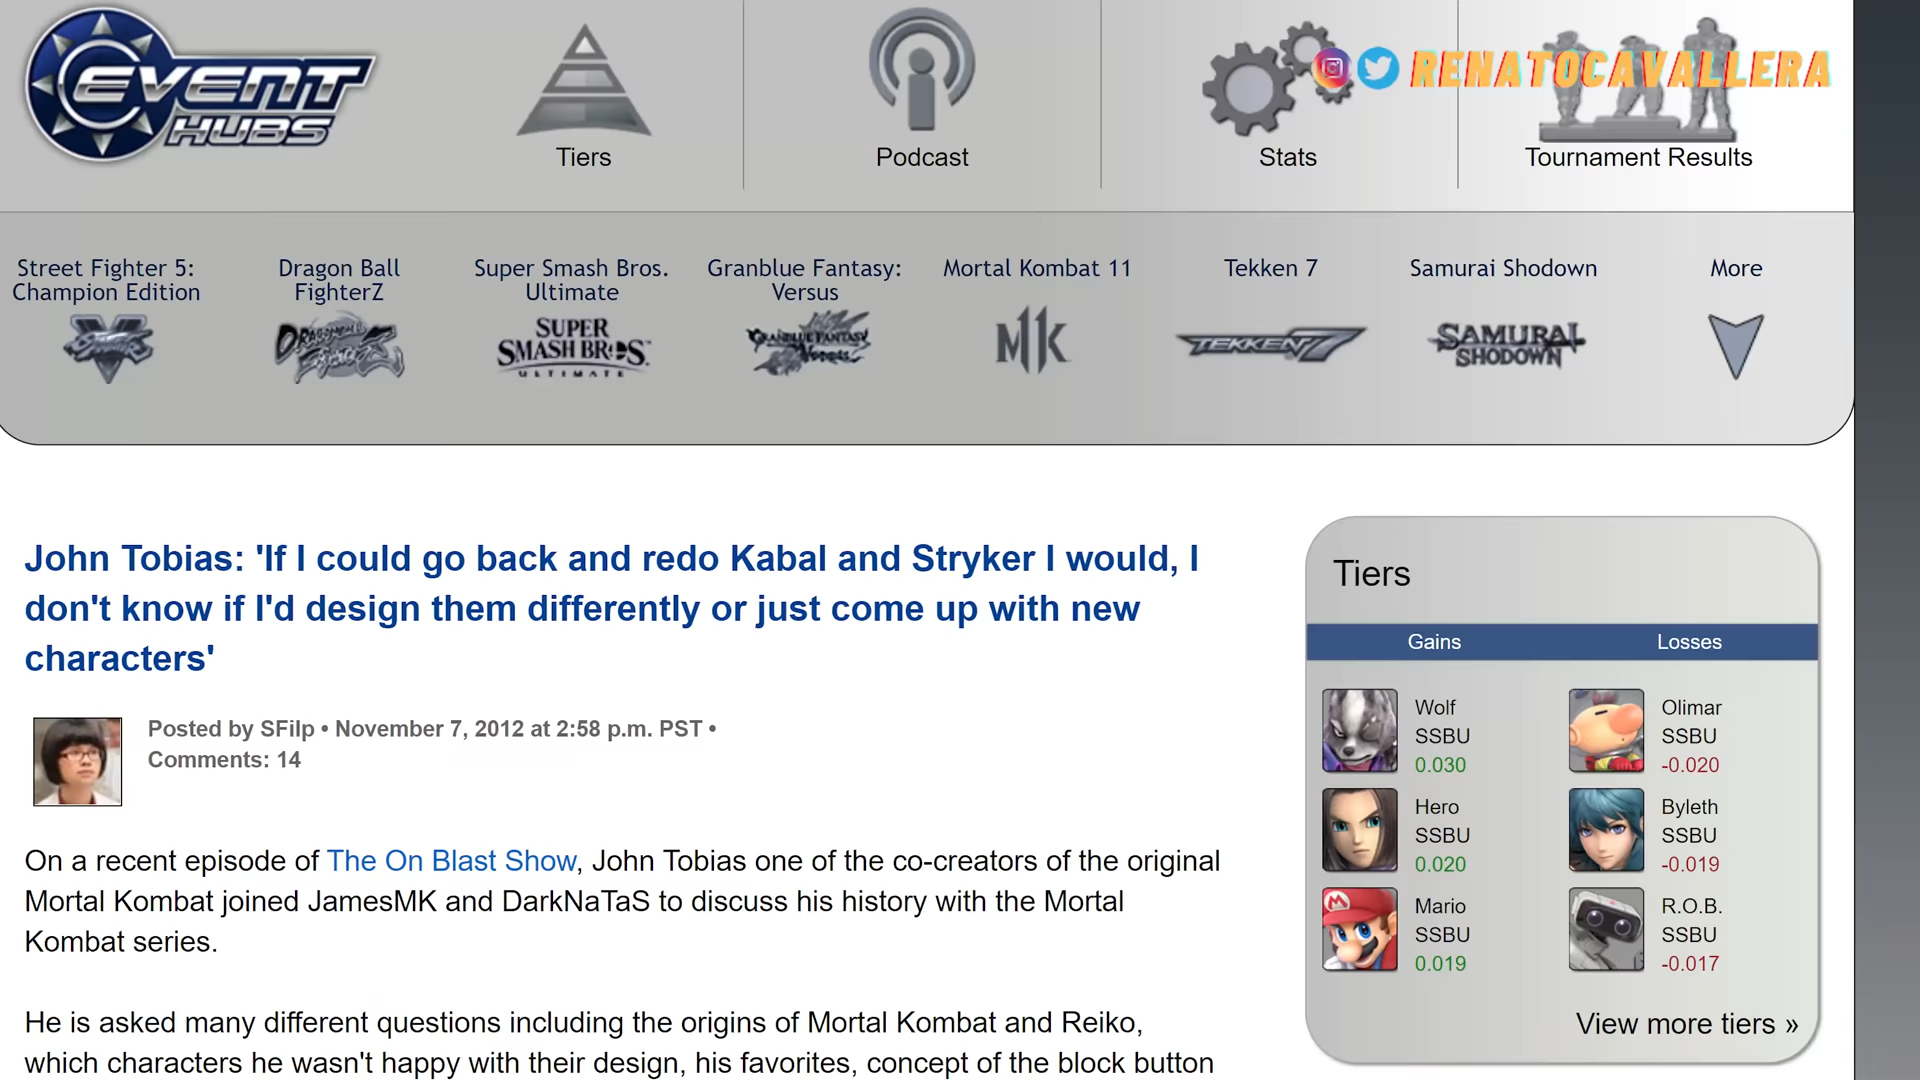 EVENT HUBS
Tiers
Podcast
Stats
Tournament Results
RENATOCAVALLERA
Street Fighter 5:
Champion Edition
Dragon Ball
FighterZ
Super Smash Bros.
Ultimate
Granblue Fantasy:
Versus
Mortal Kombat 11
Tekken 7
Samurai Shodown
More
DRAGONBALL
FIGHTERZ
SUPER
SMASH BROS.
ULTIMATE
GRANBLUE FANTASY
VERSUS
MK
TEKKEN 7
SAMURAI
SHODOWN
John Tobias: 'If I could go back and redo Kabal and Stryker I would, I
don't know if I'd design them differently or just come up with new
characters'
Posted by SFilp • November 7, 2012 at 2:58 p.m. PST •
Comments: 14
On a recent episode of The On Blast Show, John Tobias one of the co-creators of the original
Mortal Kombat joined JamesMK and DarkNaTaS to discuss his history with the Mortal
Kombat series.
He is asked many different questions including the origins of Mortal Kombat and Reiko,
which characters he wasn't happy with their design, his favorites, concept of the block button
Tiers
Gains
Losses
Wolf
SSBU
0.030
Olimar
SSBU
-0.020
Hero
SSBU
0.020
Byleth
SSBU
-0.019
Mario
SSBU
0.019
R.O.B.
SSBU
-0.017
View more tiers »